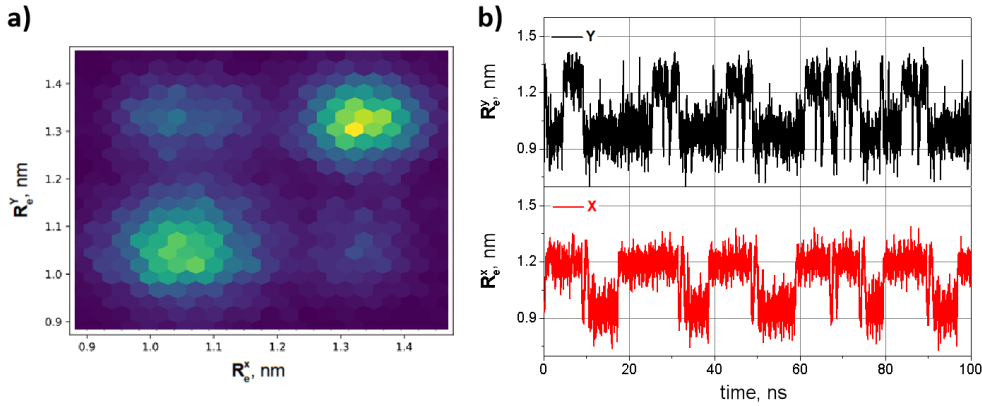 a)
1.4
1.3
1.2
1.1
1.0
0.9
R_e^Y, nm
0.9 1.0 1.1 1.2 1.3 1.4
R_e^x, nm
b)
Y
1.5
1.2
0.9
R_e^y, nm
X
1.5
1.2
0.9
R_e^x, nm
0 20 40 60 80 100
time, ns